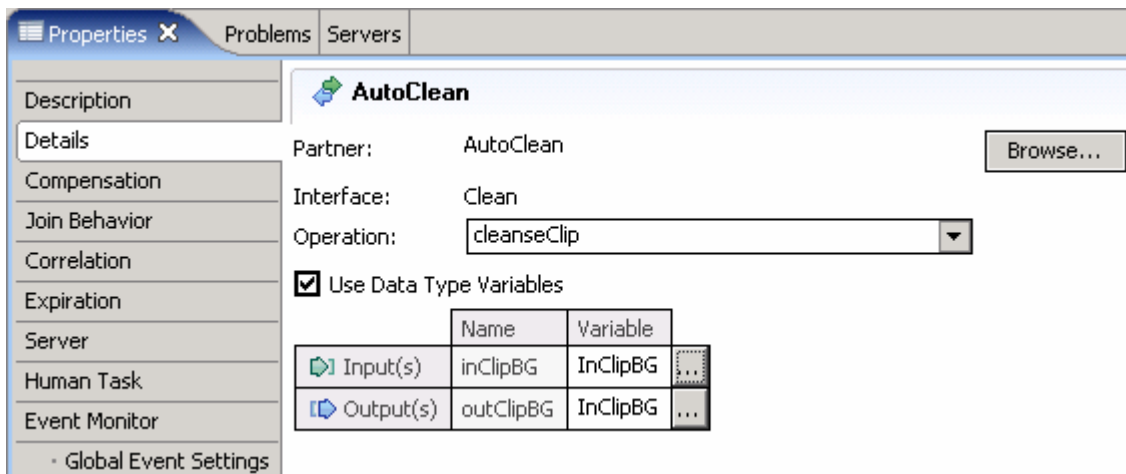 Properties Problems Servers
Description
Details
Compensation
Join Behavior
Correlation
Expiration
Server
Human Task
Event Monitor
· Global Event Settings
AutoClean
Partner: AutoClean Browse...
Interface: Clean
Operation: cleanseClip
Use Data Type Variables
Name Variable
Input(s) inClipBG InClipBG ...
Output(s) outClipBG InClipBG ...